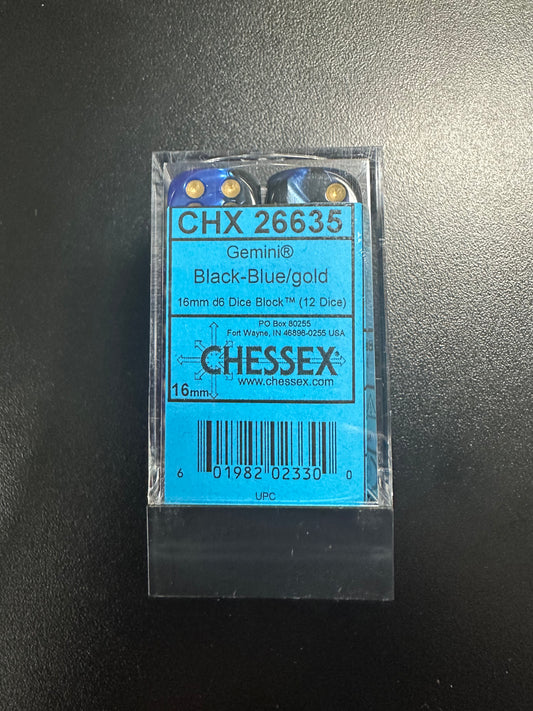 CHX 26635
Gemini®
Black-Blue/gold
16mm d6 Dice Block™ (12 Dice)
PO Box 80255
Fort Wayne, IN 46898-0255 USA
CHESSEX®
www.chessex.com
16mm
6 01982 02330 0
UPC